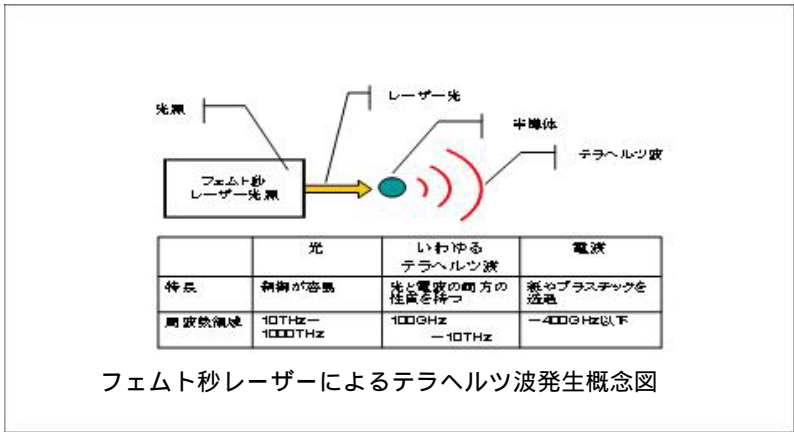 光源
レーザー光
半導体
テラヘルツ波
フェムト秒
レーザー光源
光
いわゆる
テラヘルツ波
電波
特長
制御が容易
光と電波の両方の
性質を持つ
紙やプラスチックを
透過
周波数領域
10THz－
1000THz
100GHz
－10THz
－400GHz以下
フェムト秒レーザーによるテラヘルツ波発生概念図